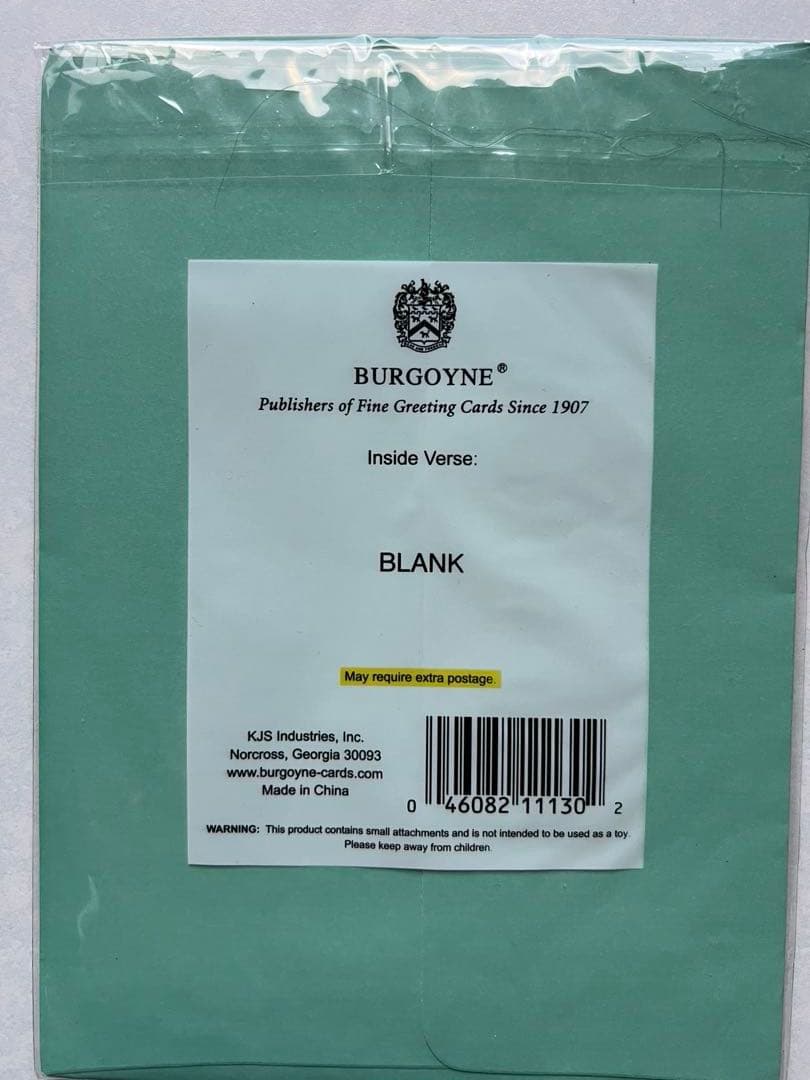 BURGOYNE®
Publishers of Fine Greeting Cards Since 1907
Inside Verse:
BLANK
May require extra postage.
KJS Industries, Inc.
Norcross, Georgia 30093
www.burgoyne-cards.com
Made in China
0 46082 11130 2
WARNING: This product contains small attachments and is not intended to be used as a toy.
Please keep away from children.